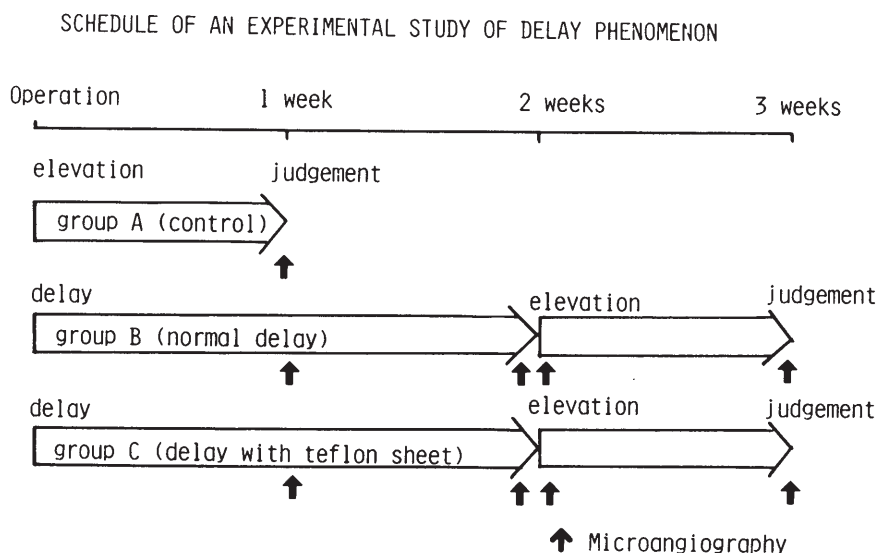 SCHEDULE OF AN EXPERIMENTAL STUDY OF DELAY PHENOMENON
Operation 1 week 2 weeks 3 weeks
elevation judgement
group A (control)
delay elevation judgement
group B (normal delay)
delay elevation judgement
group C (delay with teflon sheet)
Microangiography